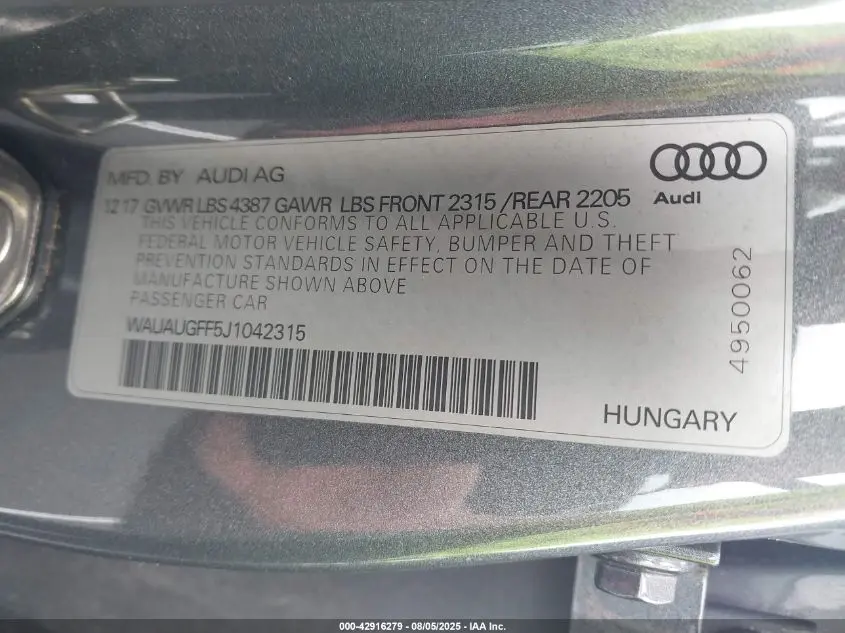 MFD. BY AUDI AG
12 17 GVWR LBS 4387 GAWR LBS FRONT 2315 /REAR 2205
THIS VEHICLE CONFORMS TO ALL APPLICABLE U.S.
FEDERAL MOTOR VEHICLE SAFETY, BUMPER AND THEFT
PREVENTION STANDARDS IN EFFECT ON THE DATE OF
MANUFACTURE SHOWN ABOVE
PASSENGER CAR
WAUAUGFF5J1042315
Audi
4950062
HUNGARY
000-42916279 - 08/05/2025 - IAA Inc.